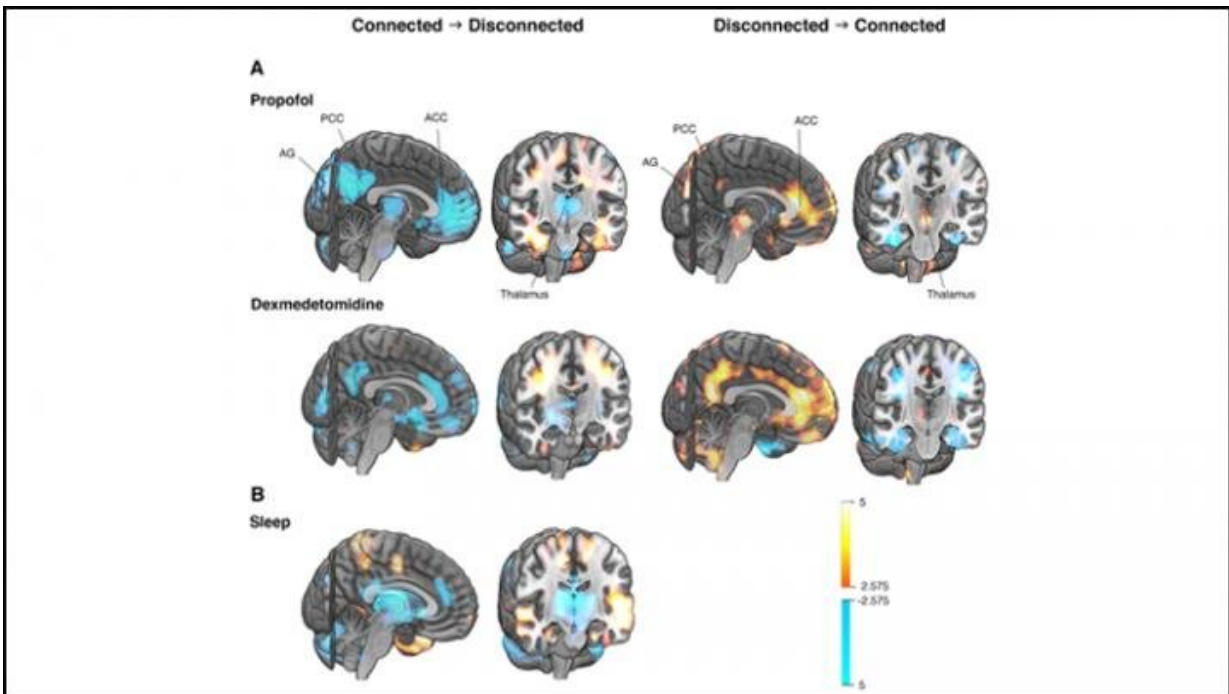 Connected → Disconnected
Disconnected → Connected
A
Propofol
PCC
ACC
AG
Thalamus
PCC
ACC
AG
Thalamus
Dexmedetomidine
B
Sleep
5
2.575
-2.575
5